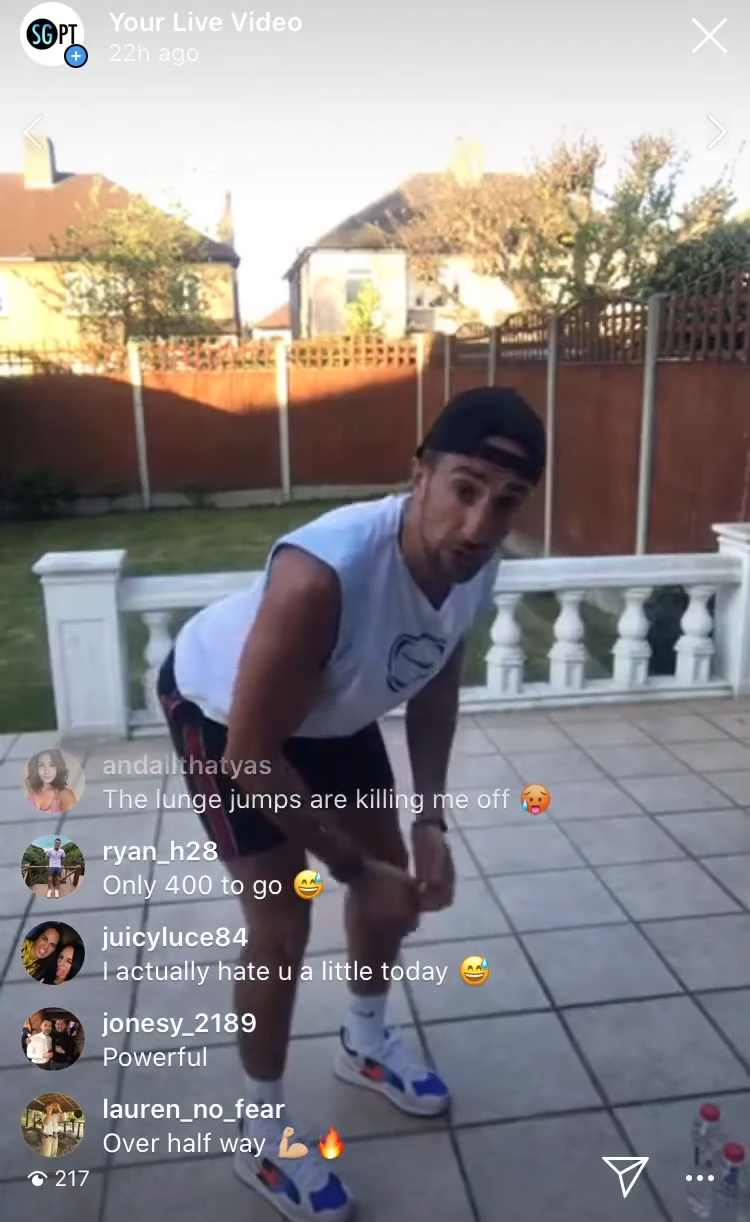 SGPT
Your Live Video
22h ago
andallthatyas
The lunge jumps are killing me off 🥵
ryan_h28
Only 400 to go 😅
juicyluce84
I actually hate u a little today 😅
jonesy_2189
Powerful
lauren_no_fear
Over half way 💪🏼🔥
217